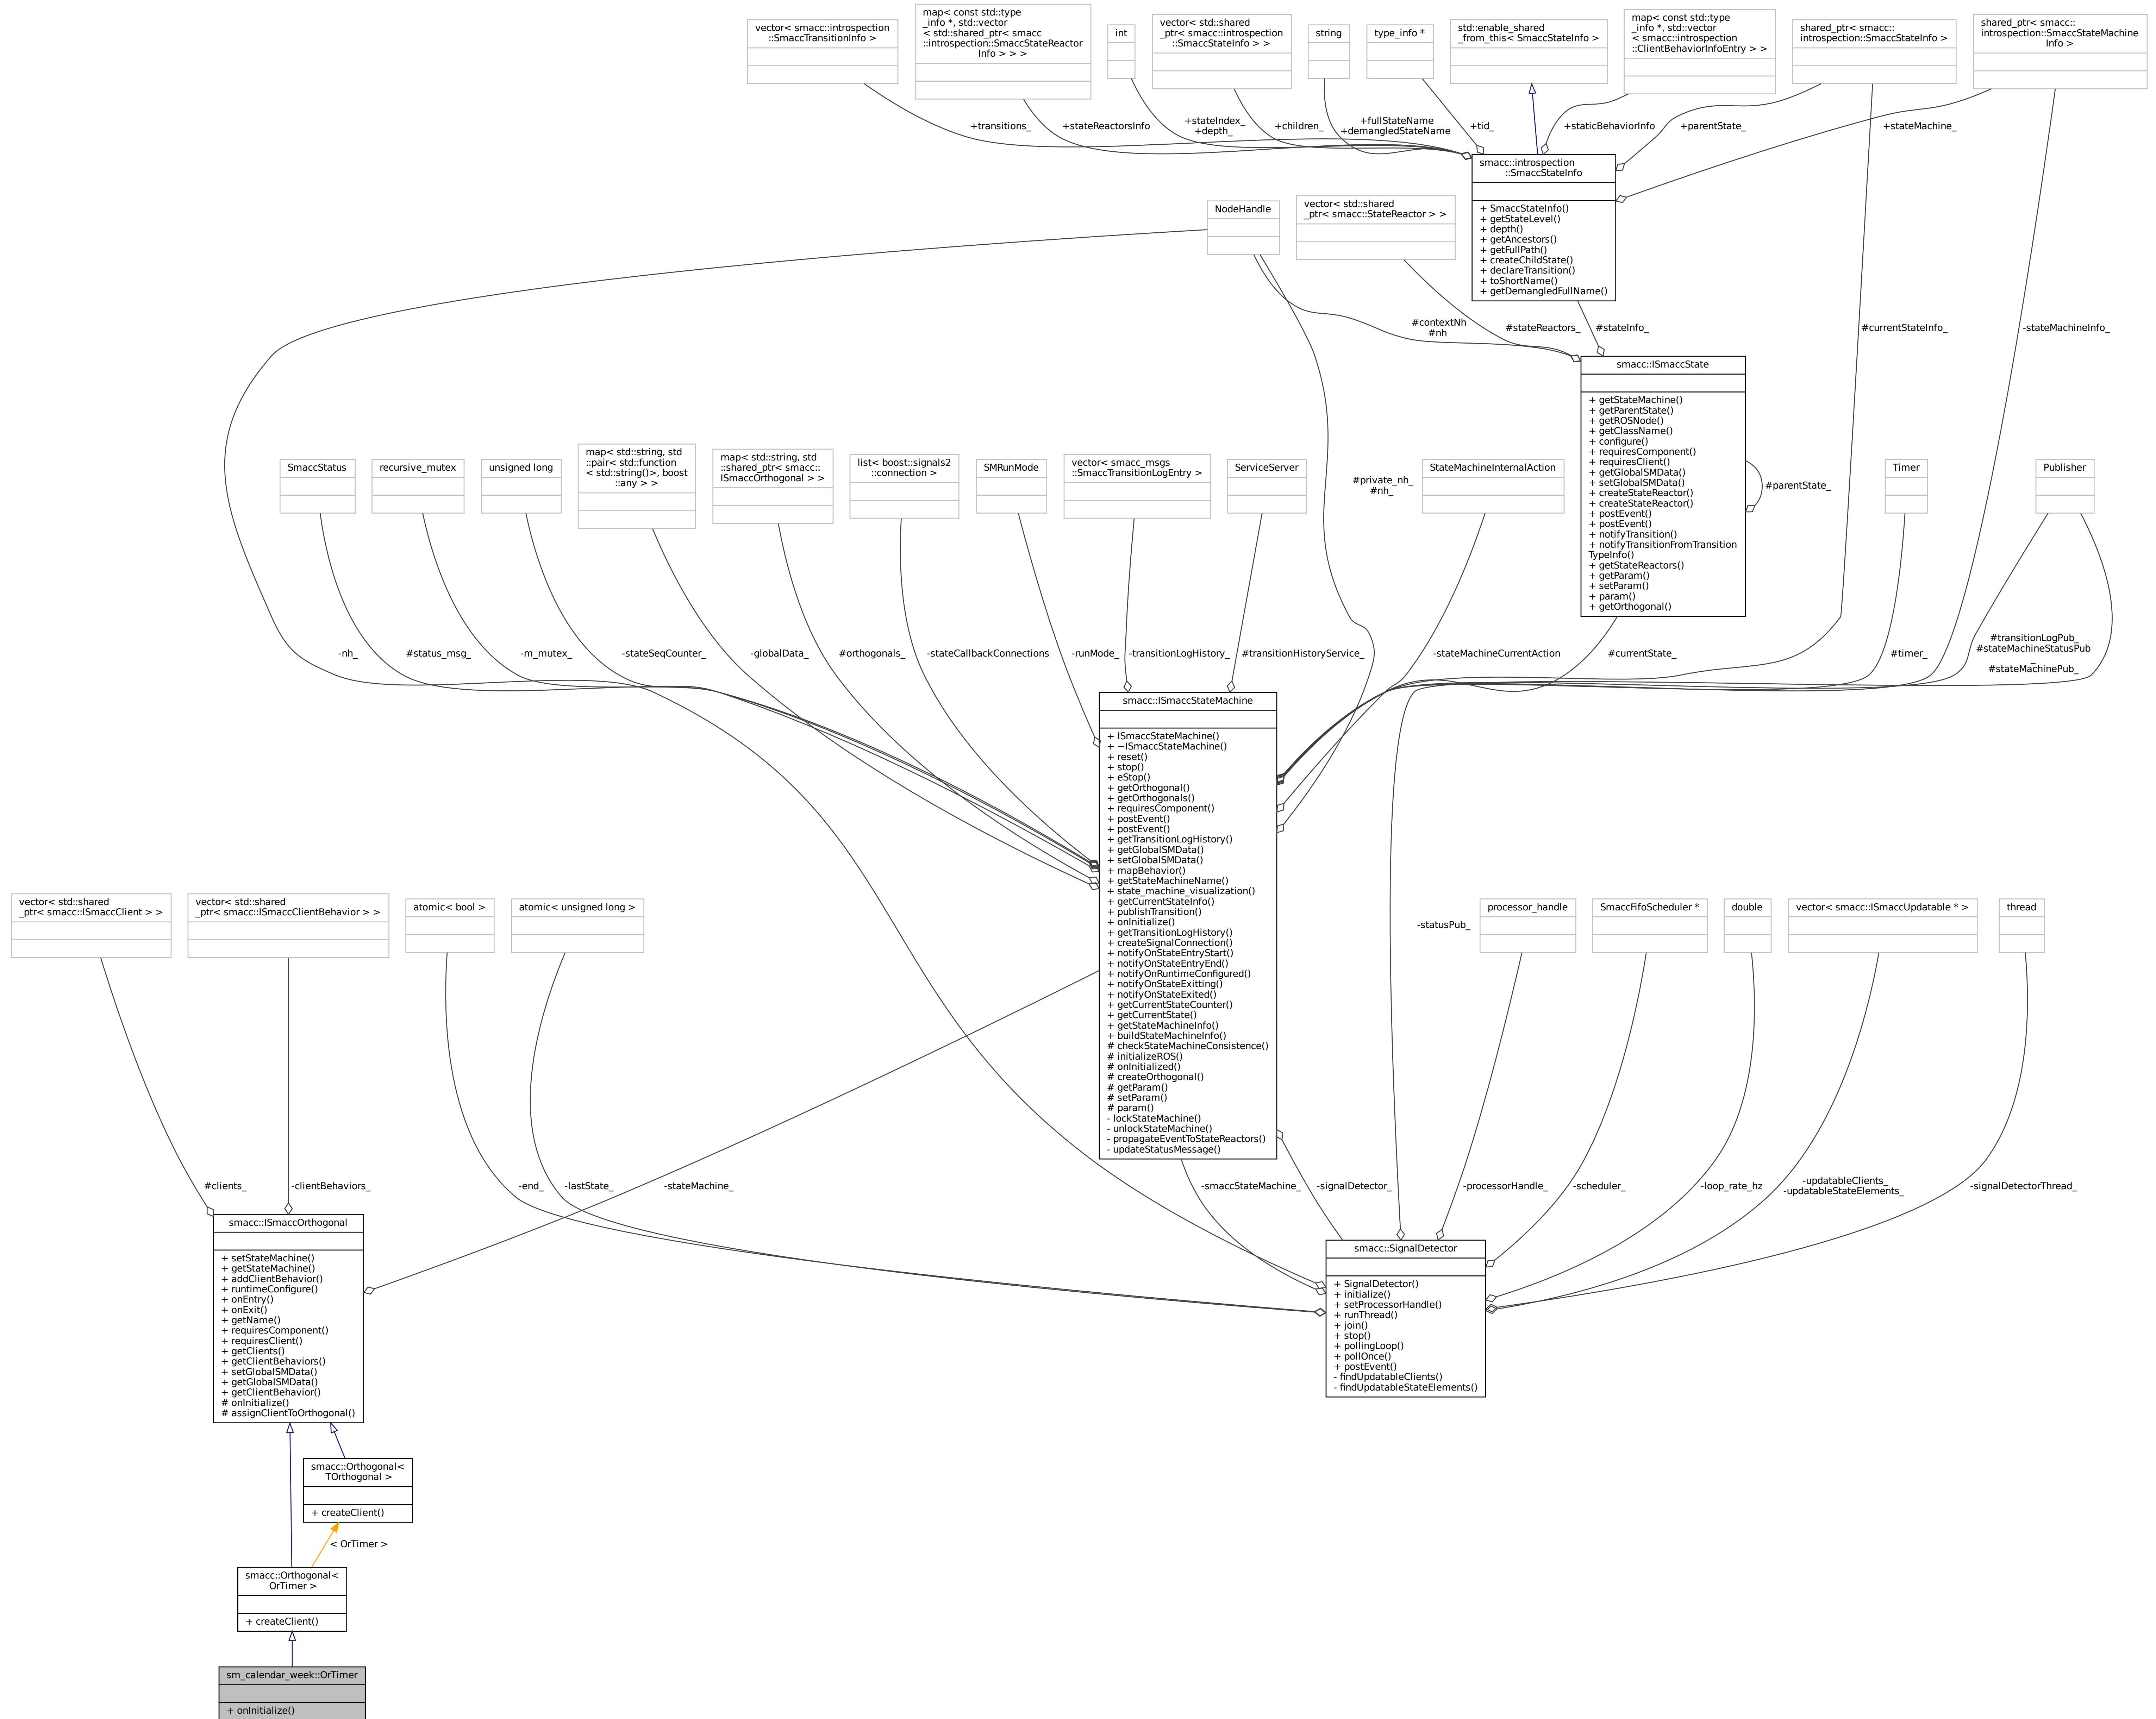 vector< smacc::introspection
::SmaccTransitionInfo >
map< const std::type
_info *, std::vector
< std::shared_ptr< smacc
::introspection::SmaccStateReactor
Info > > >
int
vector< std::shared
_ptr< smacc::introspection
::SmaccStateInfo > >
string
type_info *
std::enable_shared
_from_this< SmaccStateInfo >
map< const std::type
_info *, std::vector
< smacc::introspection
::ClientBehaviorInfoEntry > >
shared_ptr< smacc::
introspection::SmaccStateInfo >
shared_ptr< smacc::
introspection::SmaccStateMachine
Info >
+transitions_
+stateReactorsInfo
+stateIndex_
+depth_
+children_
+fullStateName
+demangledStateName
+tid_
+staticBehaviorInfo
+parentState_
+stateMachine_
smacc::introspection
::SmaccStateInfo
+ SmaccStateInfo()
+ getStateLevel()
+ depth()
+ getAncestors()
+ getFullPath()
+ createChildState()
+ declareTransition()
+ toShortName()
+ getDemangledFullName()
NodeHandle
vector< std::shared
_ptr< smacc::StateReactor > >
#contextNh
#nh
#stateReactors_
#stateInfo_
#currentStateInfo_
-stateMachineInfo_
smacc::ISmaccState
+ getStateMachine()
+ getParentState()
+ getROSNode()
+ getClassName()
+ configure()
+ requiresComponent()
+ requiresClient()
+ getGlobalSMData()
+ setGlobalSMData()
+ createStateReactor()
+ createStateReactor()
+ postEvent()
+ postEvent()
+ notifyTransition()
+ notifyTransitionFromTransition
TypeInfo()
+ getStateReactors()
+ getParam()
+ setParam()
+ param()
+ getOrthogonal()
#parentState_
SmaccStatus
recursive_mutex
unsigned long
map< std::string, std
::pair< std::function
< std::string()>, boost
::any > >
map< std::string, std
::shared_ptr< smacc::
ISmaccOrthogonal > >
list< boost::signals2
::connection >
SMRunMode
vector< smacc_msgs
::SmaccTransitionLogEntry >
ServiceServer
#private_nh_
#nh_
StateMachineInternalAction
Timer
Publisher
-nh_
#status_msg_
-m_mutex_
-stateSeqCounter_
-globalData_
#orthogonals_
-stateCallbackConnections
-runMode_
-transitionLogHistory_
#transitionHistoryService_
-stateMachineCurrentAction
#currentState_
#timer_
#transitionLogPub_
#stateMachineStatusPub
_
#stateMachinePub_
smacc::ISmaccStateMachine
+ ISmaccStateMachine()
+ ~ISmaccStateMachine()
+ reset()
+ stop()
+ eStop()
+ getOrthogonal()
+ getOrthogonals()
+ requiresComponent()
+ postEvent()
+ postEvent()
+ getTransitionLogHistory()
+ getGlobalSMData()
+ setGlobalSMData()
+ mapBehavior()
+ getStateMachineName()
+ state_machine_visualization()
+ getCurrentStateInfo()
+ publishTransition()
+ onInitialize()
+ getTransitionLogHistory()
+ createSignalConnection()
+ notifyOnStateEntryStart()
+ notifyOnStateEntryEnd()
+ notifyOnRuntimeConfigured()
+ notifyOnStateExitting()
+ notifyOnStateExited()
+ getCurrentStateCounter()
+ getCurrentState()
+ getStateMachineInfo()
+ buildStateMachineInfo()
# checkStateMachineConsistence()
# initializeROS()
# onInitialized()
# createOrthogonal()
# getParam()
# setParam()
# param()
- lockStateMachine()
- unlockStateMachine()
- propagateEventToStateReactors()
- updateStatusMessage()
vector< std::shared
_ptr< smacc::ISmaccClient > >
vector< std::shared
_ptr< smacc::ISmaccClientBehavior > >
atomic< bool >
atomic< unsigned long >
-statusPub_
processor_handle
SmaccFifoScheduler *
double
vector< smacc::ISmaccUpdatable * >
thread
#clients_
-clientBehaviors_
-end_
-lastState_
-stateMachine_
-smaccStateMachine_
-signalDetector_
-processorHandle_
-scheduler_
-loop_rate_hz
-updatableClients_
-updatableStateElements_
-signalDetectorThread_
smacc::ISmaccOrthogonal
+ setStateMachine()
+ getStateMachine()
+ addClientBehavior()
+ runtimeConfigure()
+ onEntry()
+ onExit()
+ getName()
+ requiresComponent()
+ requiresClient()
+ getClients()
+ getClientBehaviors()
+ setGlobalSMData()
+ getGlobalSMData()
+ getClientBehavior()
# onInitialize()
# assignClientToOrthogonal()
smacc::SignalDetector
+ SignalDetector()
+ initialize()
+ setProcessorHandle()
+ runThread()
+ join()
+ stop()
+ pollingLoop()
+ pollOnce()
+ postEvent()
- findUpdatableClients()
- findUpdatableStateElements()
smacc::Orthogonal<
TOrthogonal >
+ createClient()
< OrTimer >
smacc::Orthogonal<
OrTimer >
+ createClient()
sm_calendar_week::OrTimer
+ onInitialize()